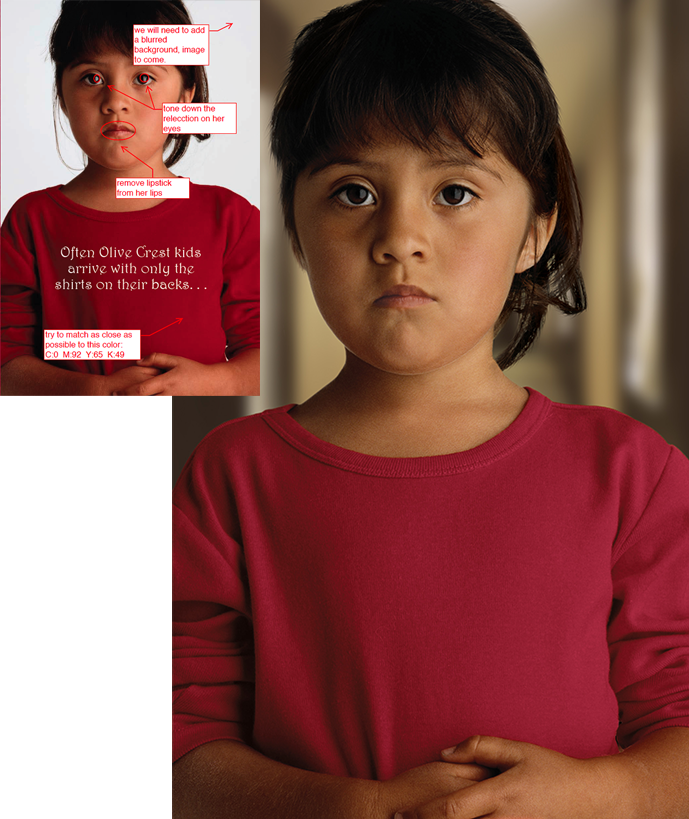 we will need to add
a blurred
background, image
to come.
tone down the
relecction on her
eyes
remove lipstick
from her lips
Often Olive Crest kids
arrive with only the
shirts on their backs. . .
try to match as close as
possible to this color:
C:0 M:92 Y:65 K:49